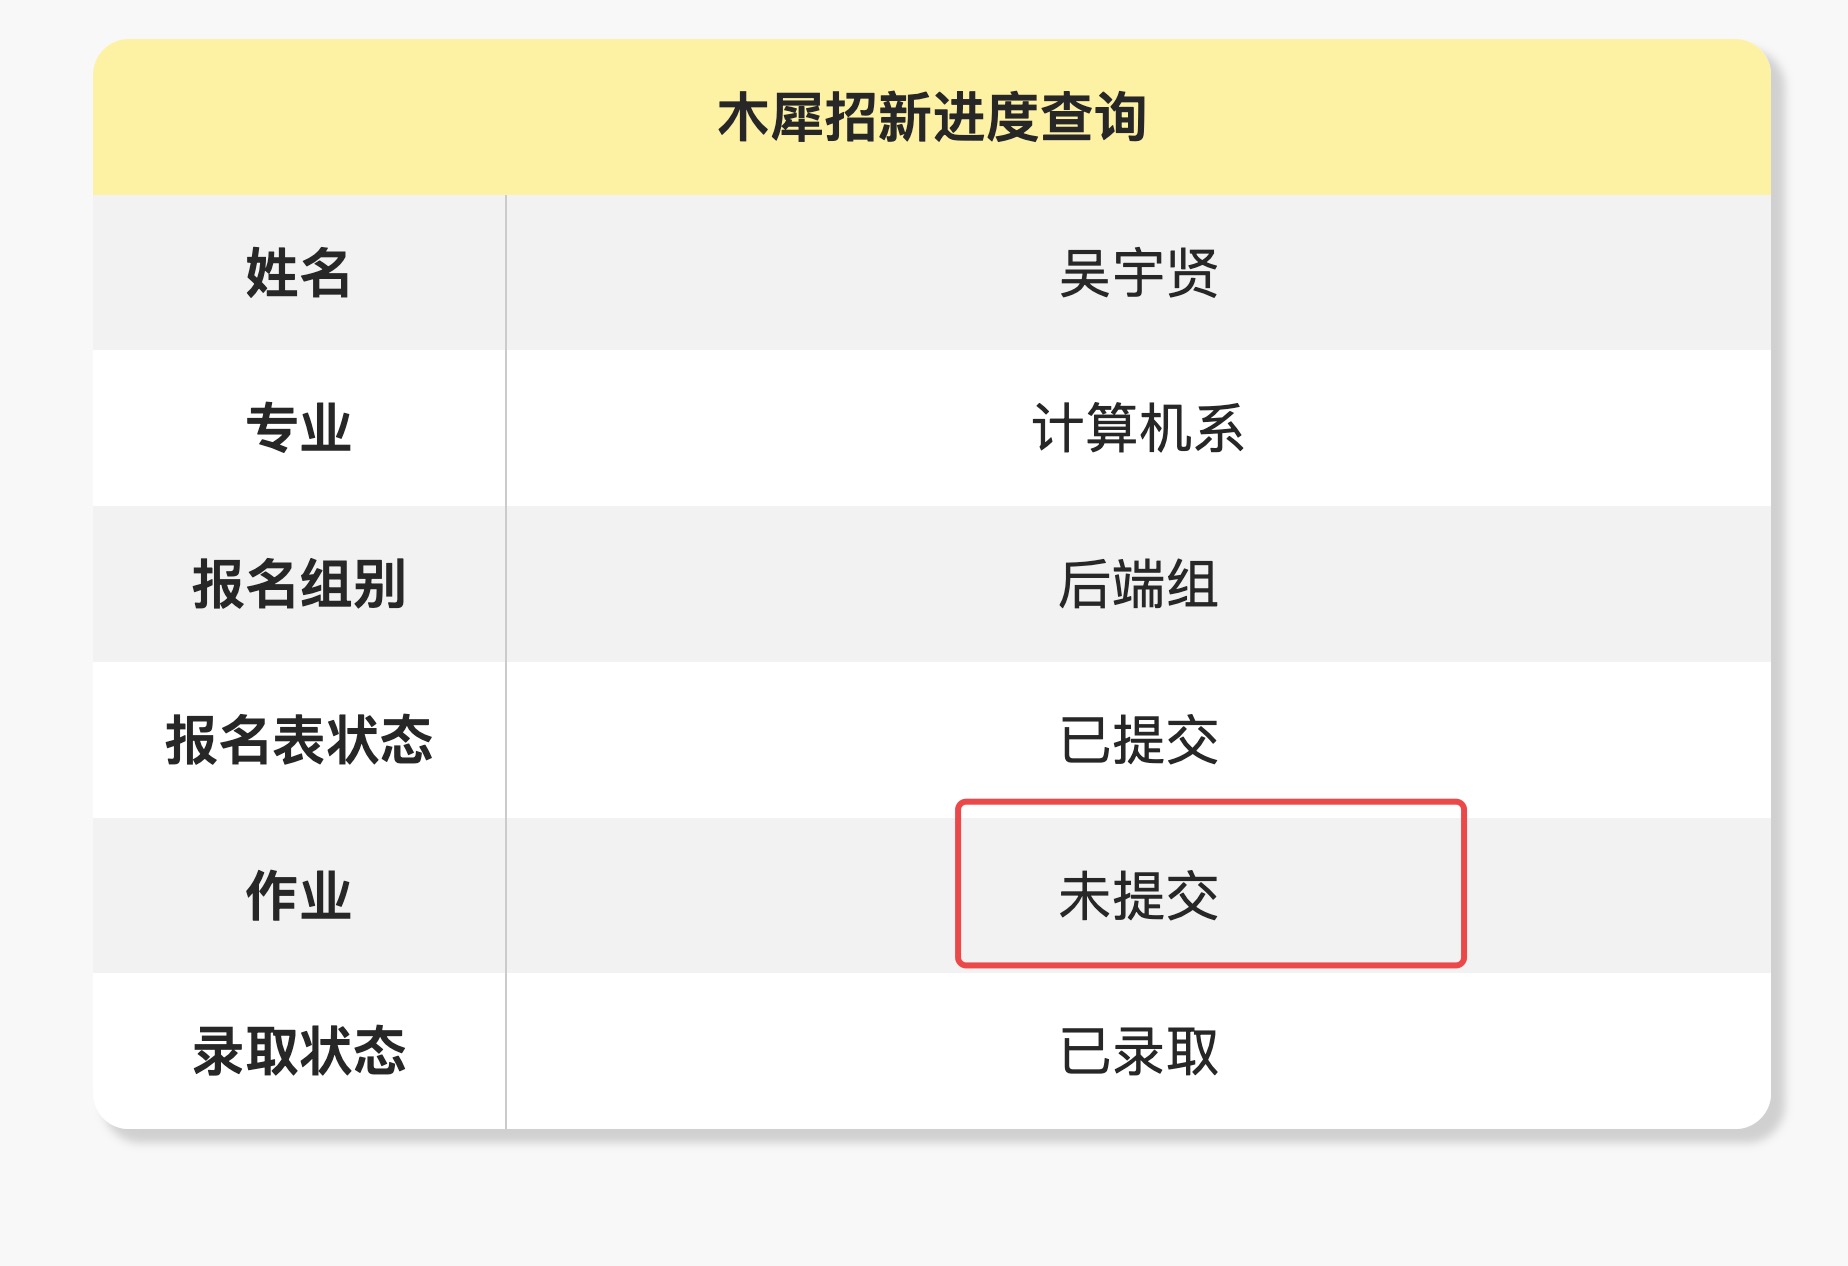 木犀招新进度查询
姓名 吴宇贤
专业 计算机系
报名组别 后端组
报名表状态 已提交
作业 未提交
录取状态 已录取